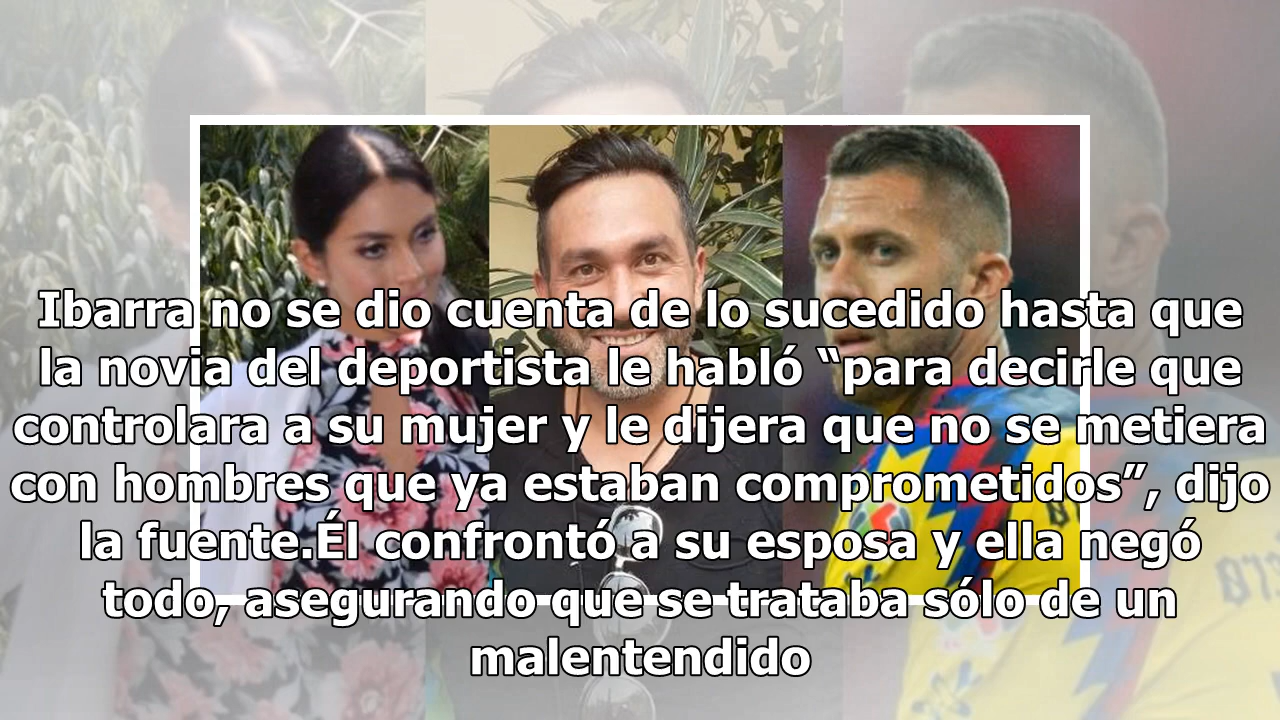 Ibarra no se dio cuenta de lo sucedido hasta que
la novia del deportista le habló “para decirle que
controlara a su mujer y le dijera que no se metiera
con hombres que ya estaban comprometidos”, dijo
la fuente.Él confrontó a su esposa y ella negó
todo, asegurando que se trataba sólo de un
malentendido